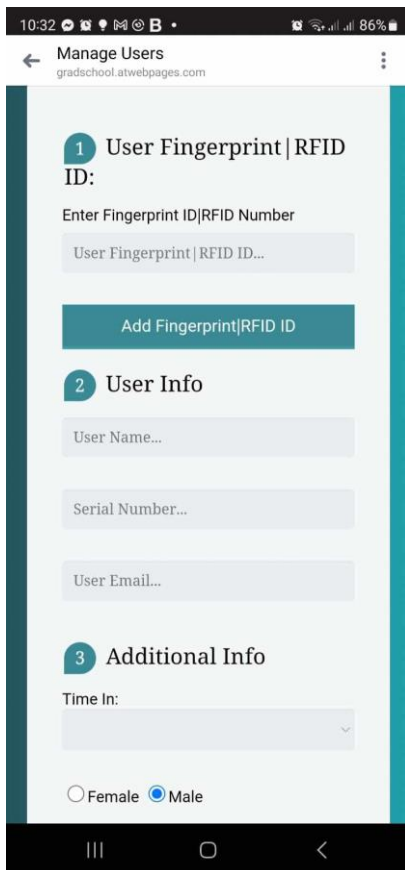 10:32 B • 86%
Manage Users
gradschool.atwebpages.com
1 User Fingerprint|RFID
ID:
Enter Fingerprint ID|RFID Number
User Fingerprint|RFID ID...
Add Fingerprint|RFID ID
2 User Info
User Name...
Serial Number...
User Email...
3 Additional Info
Time In:
Female Male